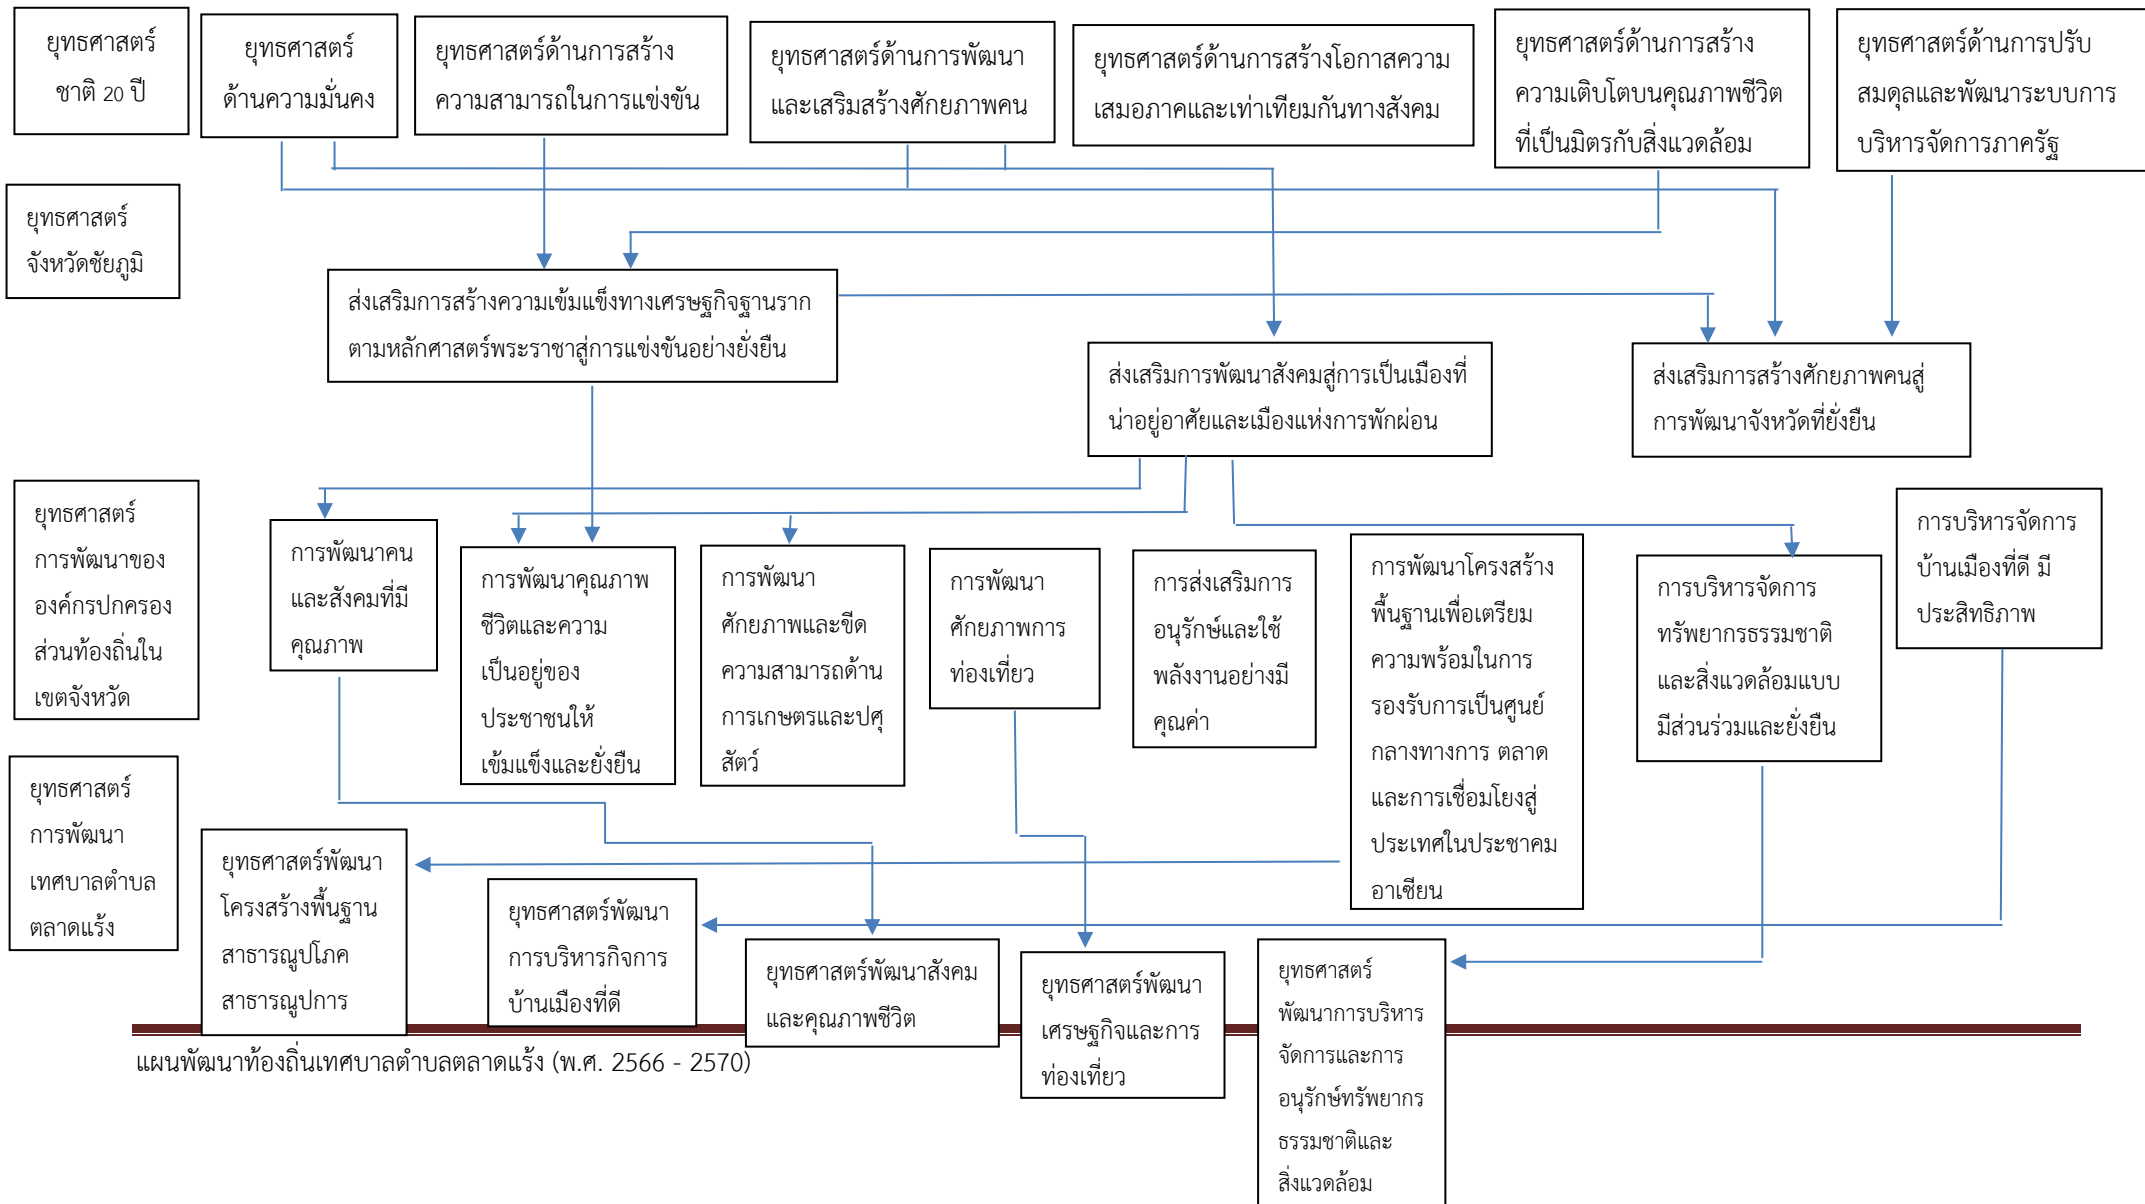 ยุทธศาสตร์
ชาติ 20 ปี
ยุทธศาสตร์
ด้านความมั่นคง
ยุทธศาสตร์ด้านการสร้าง
ความสามารถในการแข่งขัน
ยุทธศาสตร์ด้านการพัฒนา
และเสริมสร้างศักยภาพคน
ยุทธศาสตร์ด้านการสร้างโอกาสความ
เสมอภาคและเท่าเทียมกันทางสังคม
ยุทธศาสตร์ด้านการสร้าง
ความเติบโตบนคุณภาพชีวิต
ที่เป็นมิตรกับสิ่งแวดล้อม
ยุทธศาสตร์ด้านการปรับ
สมดุลและพัฒนาระบบการ
บริหารจัดการภาครัฐ
ยุทธศาสตร์
จังหวัดชัยภูมิ
ส่งเสริมการสร้างความเข้มแข็งทางเศรษฐกิจฐานราก
ตามหลักศาสตร์พระราชาสู่การแข่งขันอย่างยั่งยืน
ส่งเสริมการพัฒนาสังคมสู่การเป็นเมืองที่
น่าอยู่อาศัยและเมืองแห่งการพักผ่อน
ส่งเสริมการสร้างศักยภาพคนสู่
การพัฒนาจังหวัดที่ยั่งยืน
ยุทธศาสตร์
การพัฒนาของ
องค์กรปกครอง
ส่วนท้องถิ่นใน
เขตจังหวัด
การพัฒนาคน
และสังคมที่มี
คุณภาพ
การพัฒนาคุณภาพ
ชีวิตและความ
เป็นอยู่ของ
ประชาชนให้
เข้มแข็งและยั่งยืน
การพัฒนา
ศักยภาพและขีด
ความสามารถด้าน
การเกษตรและปศุ
สัตว์
การพัฒนา
ศักยภาพการ
ท่องเที่ยว
การส่งเสริมการ
อนุรักษ์และใช้
พลังงานอย่างมี
คุณค่า
การพัฒนาโครงสร้าง
พื้นฐานเพื่อเตรียม
ความพร้อมในการ
รองรับการเป็นศูนย์
กลางทางการ ตลาด
และการเชื่อมโยงสู่
ประเทศในประชาคม
อาเซียน
การบริหารจัดการ
ทรัพยากรธรรมชาติ
และสิ่งแวดล้อมแบบ
มีส่วนร่วมและยั่งยืน
การบริหารจัดการ
บ้านเมืองที่ดี มี
ประสิทธิภาพ
ยุทธศาสตร์
การพัฒนา
เทศบาลตำบล
ตลาดแร้ง
ยุทธศาสตร์พัฒนา
โครงสร้างพื้นฐาน
สาธารณูปโภค
สาธารณูปการ
ยุทธศาสตร์พัฒนา
การบริหารกิจการ
บ้านเมืองที่ดี
ยุทธศาสตร์พัฒนาสังคม
และคุณภาพชีวิต
ยุทธศาสตร์พัฒนา
เศรษฐกิจและการ
ท่องเที่ยว
ยุทธศาสตร์
พัฒนาการบริหาร
จัดการและการ
อนุรักษ์ทรัพยากร
ธรรมชาติและ
สิ่งแวดล้อม
แผนพัฒนาท้องถิ่นเทศบาลตำบลตลาดแร้ง (พ.ศ. 2566 - 2570)